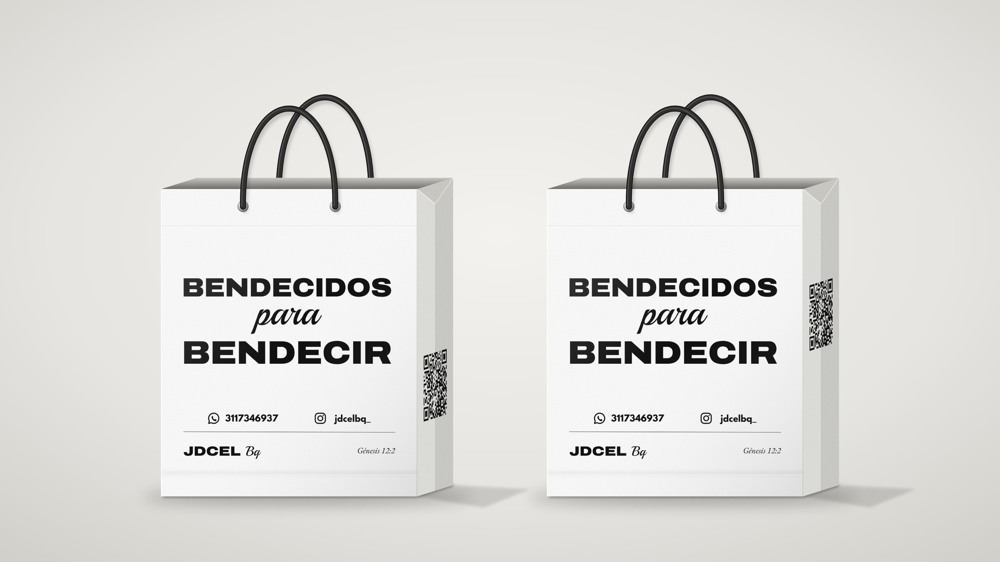 BENDECIDOS
para
BENDECIR
3117346937 jdcelbq_
JDCEL Bq Génesis 12:2
BENDECIDOS
para
BENDECIR
3117346937 jdcelbq_
JDCEL Bq Génesis 12:2